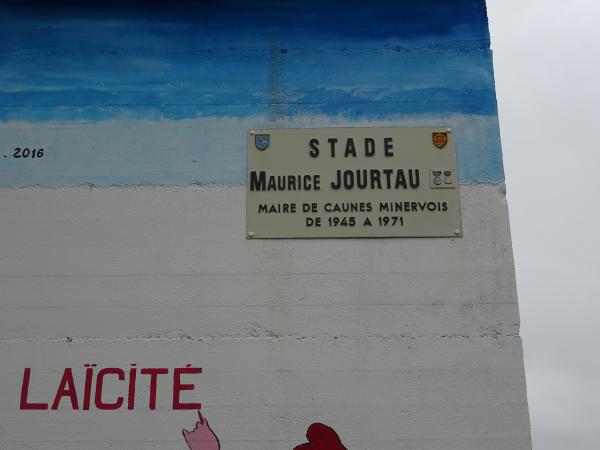 . 2016
STADE
MAURICE JOURTAU
MAIRE DE CAUNES MINERVOIS
DE 1945 A 1971
LAÏCITÉ